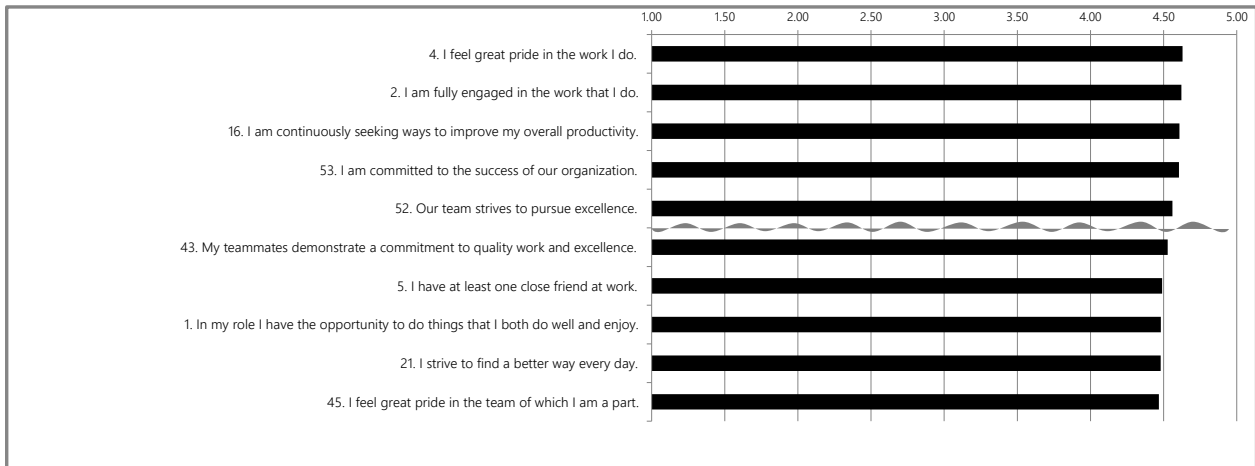 1.00 1.50 2.00 2.50 3.00 3.50 4.00 4.50 5.00
4. I feel great pride in the work I do.
2. I am fully engaged in the work that I do.
16. I am continuously seeking ways to improve my overall productivity.
53. I am committed to the success of our organization.
52. Our team strives to pursue excellence.
43. My teammates demonstrate a commitment to quality work and excellence.
5. I have at least one close friend at work.
1. In my role I have the opportunity to do things that I both do well and enjoy.
21. I strive to find a better way every day.
45. I feel great pride in the team of which I am a part.